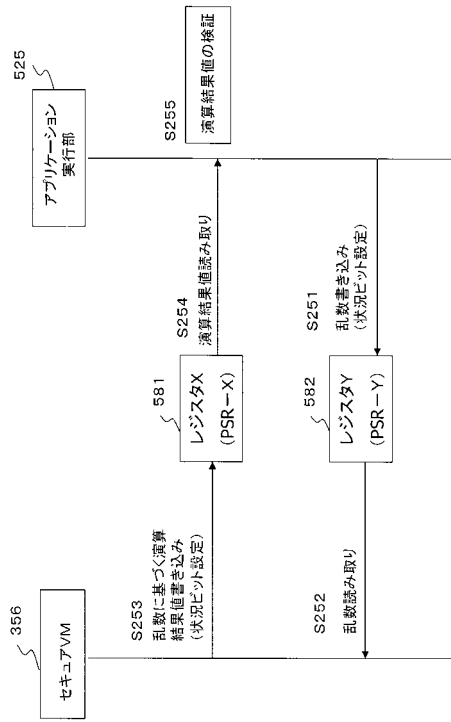 356
セキュアVM
525
アプリケーション
実行部
S253
乱数に基づく演算
結果値書き込み
(状況ビット設定)
581
レジスタX
(PSR－X)
S254
演算結果値読み取り
S255
演算結果値の検証
S252
乱数読み取り
582
レジスタY
(PSR－Y)
S251
乱数書き込み
(状況ビット設定)